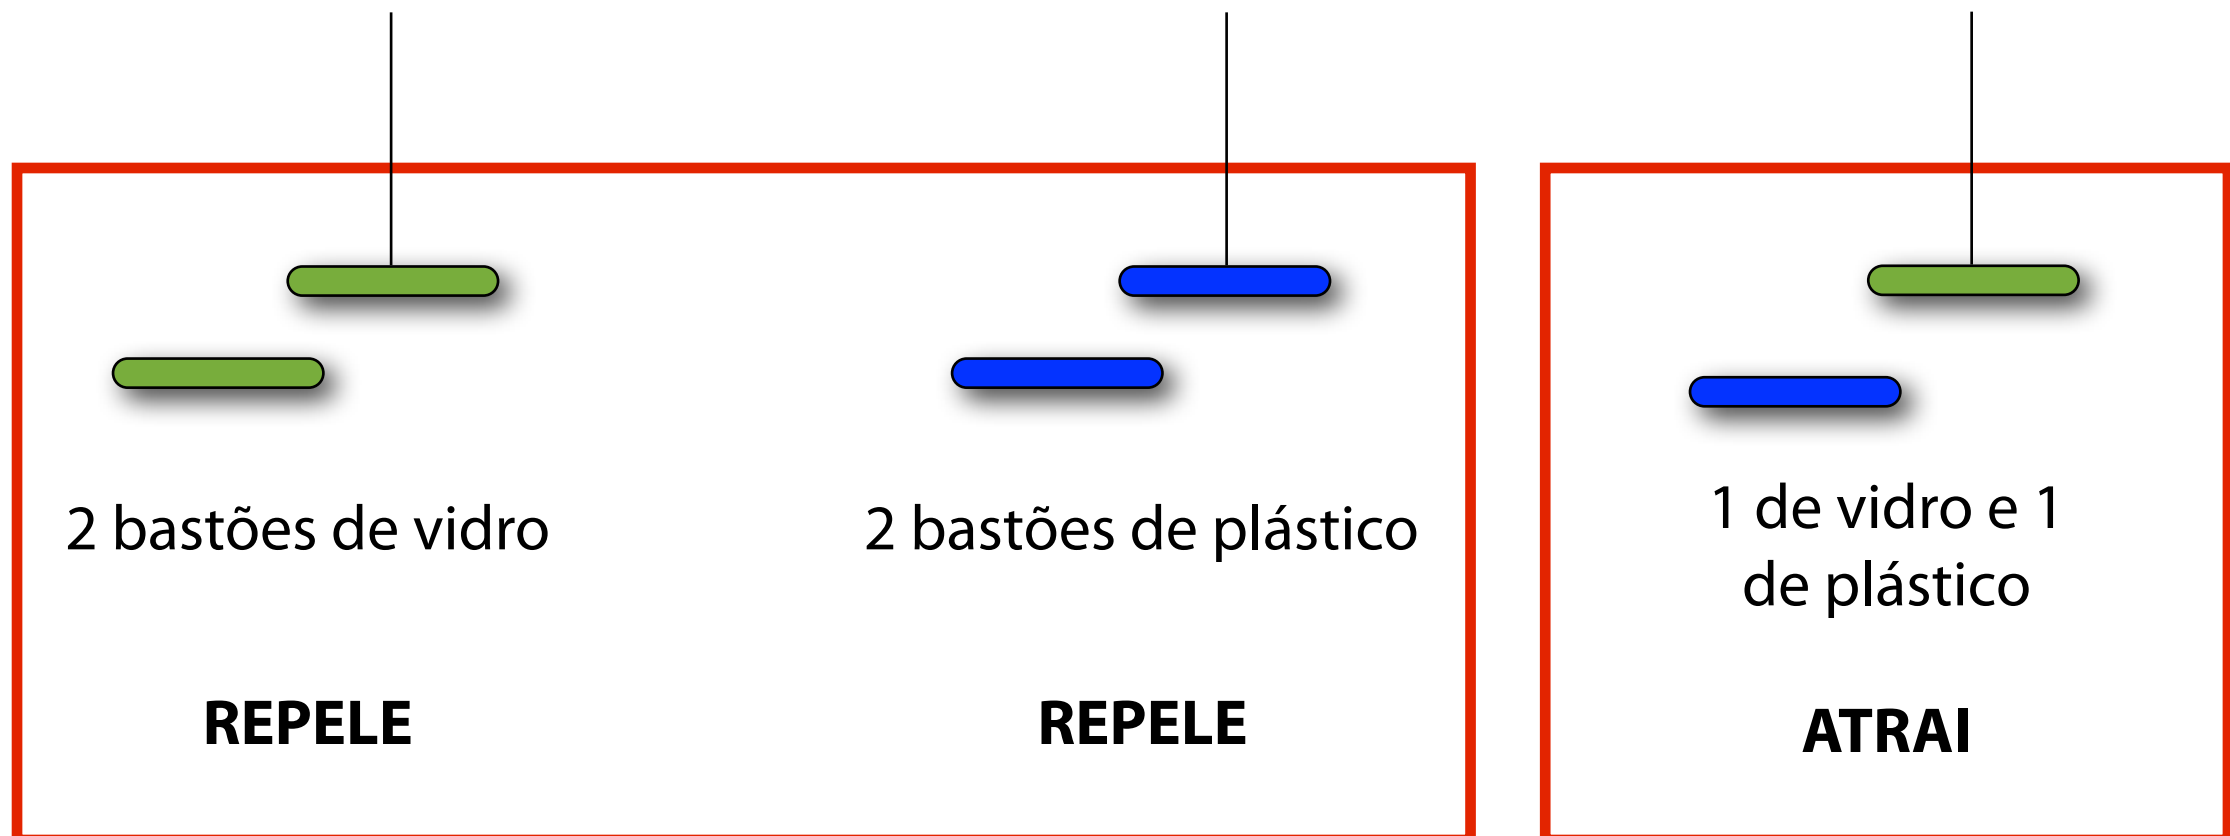 2 bastões de vidro
REPELE
2 bastões de plástico
REPELE
1 de vidro e 1
de plástico
ATRAI